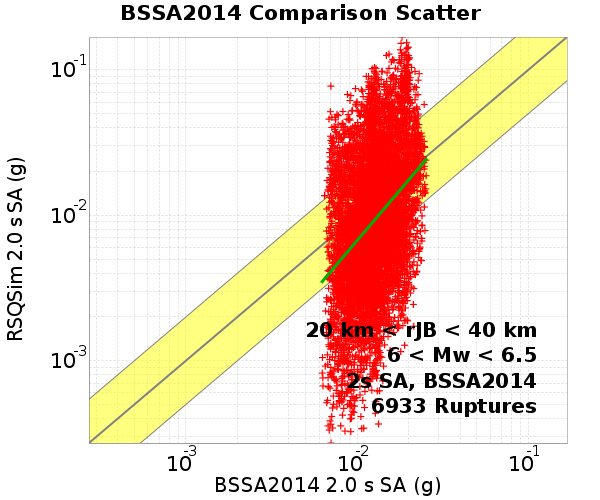 BSSA2014 Comparison Scatter
RSQSim 2.0 s SA (g)
10-1
10-2
10-3
20 km < rJB < 40 km
6 < Mw < 6.5
2s SA, BSSA2014
6933 Ruptures
10-3 10-2 10-1
BSSA2014 2.0 s SA (g)